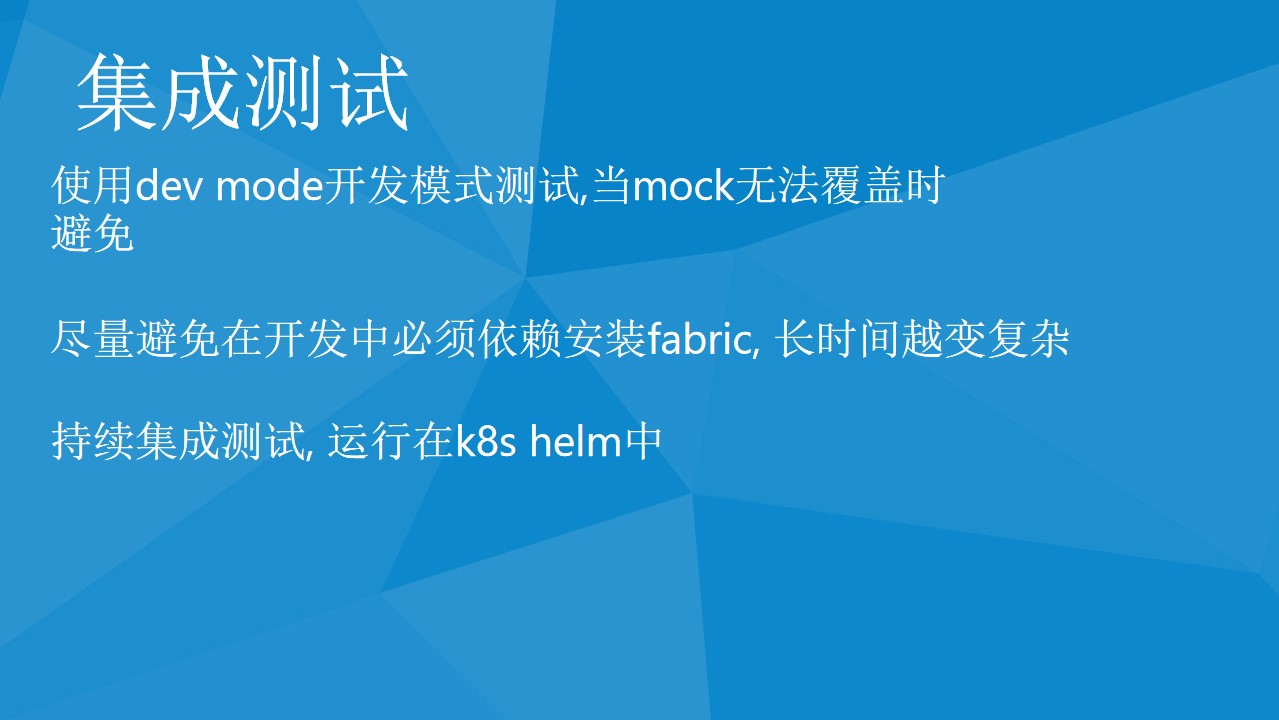 集成测试
使用dev mode开发模式测试,当mock无法覆盖时
避免
尽量避免在开发中必须依赖安装fabric, 长时间越变复杂
持续集成测试, 运行在k8s helm中